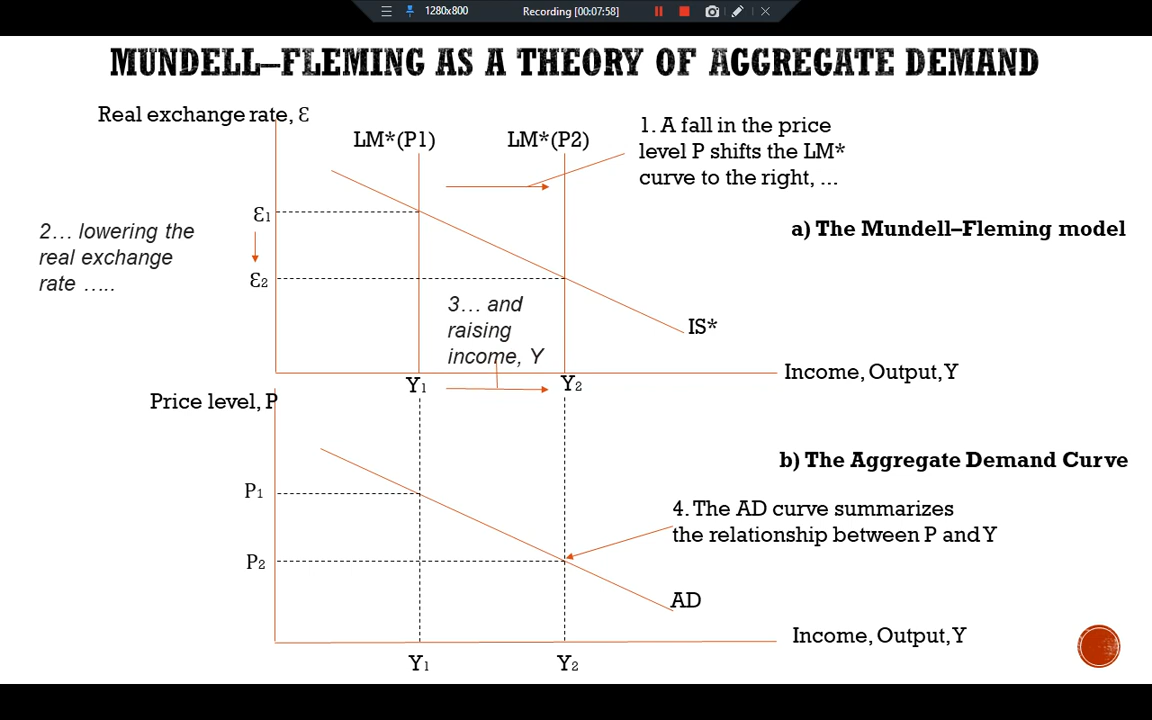 1280x800
Recording [00:07:58]
MUNDELL–FLEMING AS A THEORY OF AGGREGATE DEMAND
Real exchange rate, Ɛ
LM*(P1)
LM*(P2)
1. A fall in the price
level P shifts the LM*
curve to the right, ...
Ɛ1
2… lowering the
real exchange
rate …..
a) The Mundell–Fleming model
Ɛ2
3… and
raising
income, Y
IS*
Income, Output,Y
Y1
Y2
Price level, P
b) The Aggregate Demand Curve
P1
4. The AD curve summarizes
the relationship between P and Y
P2
AD
Income, Output,Y
Y1
Y2